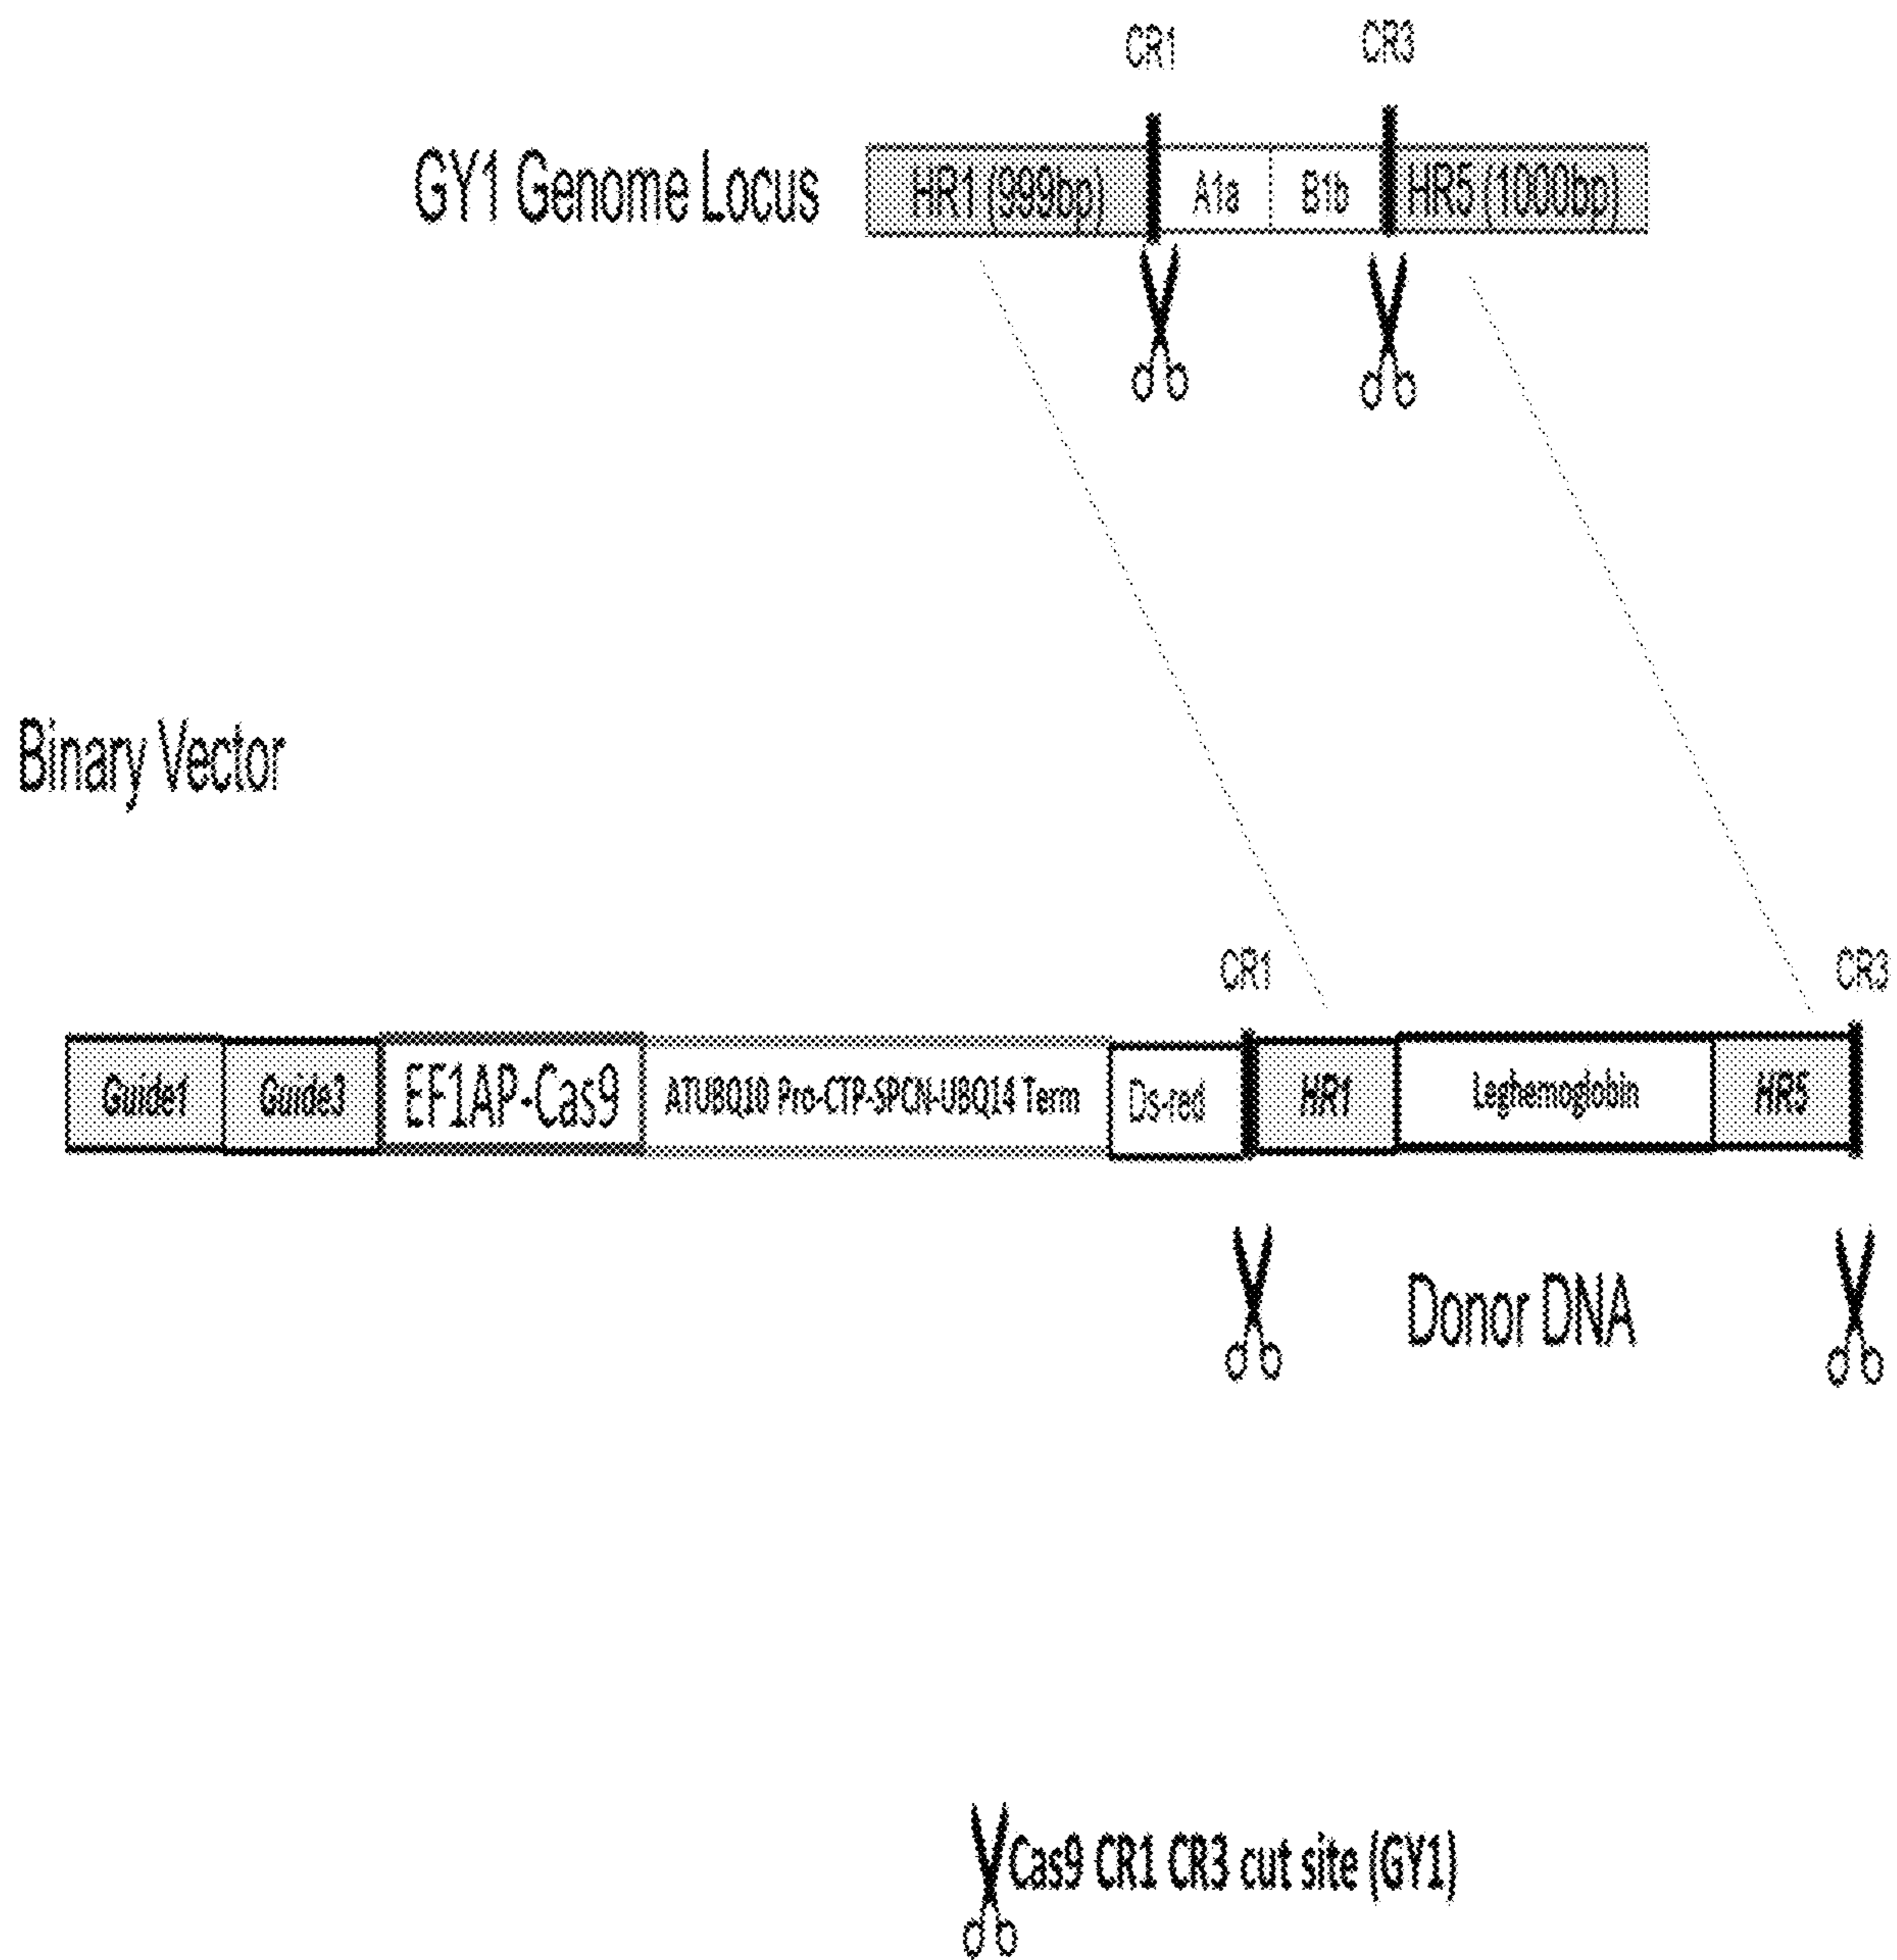 CR1 CR3
GY1 Genome Locus HR1 (999bp) A1a B1b HR5 (1000bp)
Binary Vector
CR1 CR3
Guide1 Guide3 EF1AP-Cas9 ATUBQ10 Pro-CTP-SPCN-UBQ14 Term Ds-red HR1 Leghemoglobin HR5
Donor DNA
Cas9 CR1 CR3 cut site (GY1)